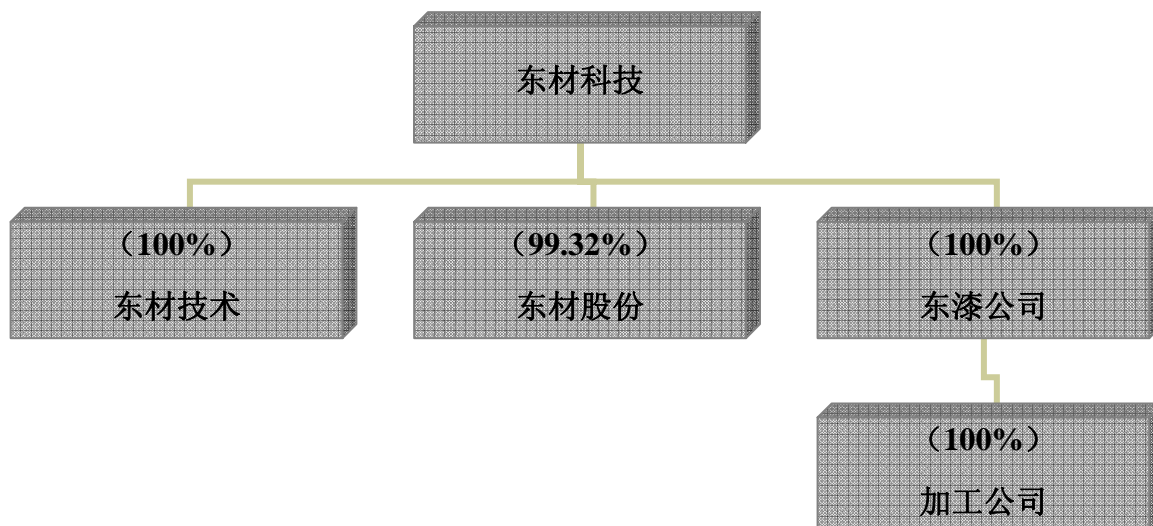 东材科技
（100%）
东材技术
（99.32%）
东材股份
（100%）
东漆公司
（100%）
加工公司